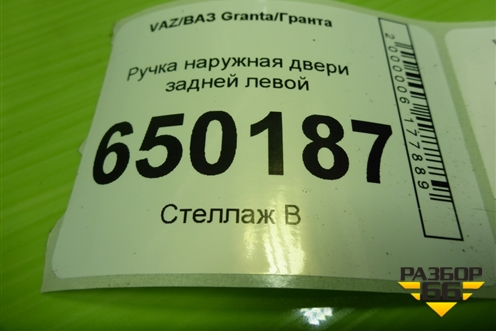 VAZ/ВАЗ Granta/Гранта
Ручка наружная двери
задней левой
650187
Стеллаж В
2000006177889
РАЗБОР
66